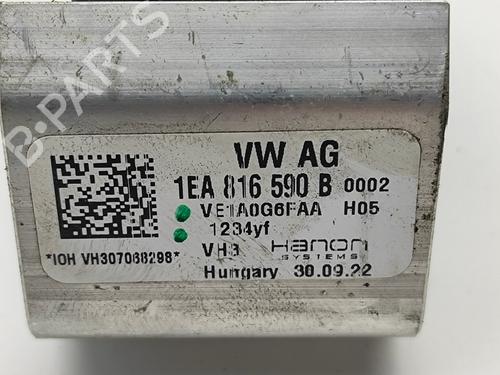 B-PARTS
VW AG
1EA 816 590 B 0002
VE1A0G6FAA H05
1234yf
VH3 Hanon
SYSTEMS
*IOH VH307068298*
Hungary 30.09.22